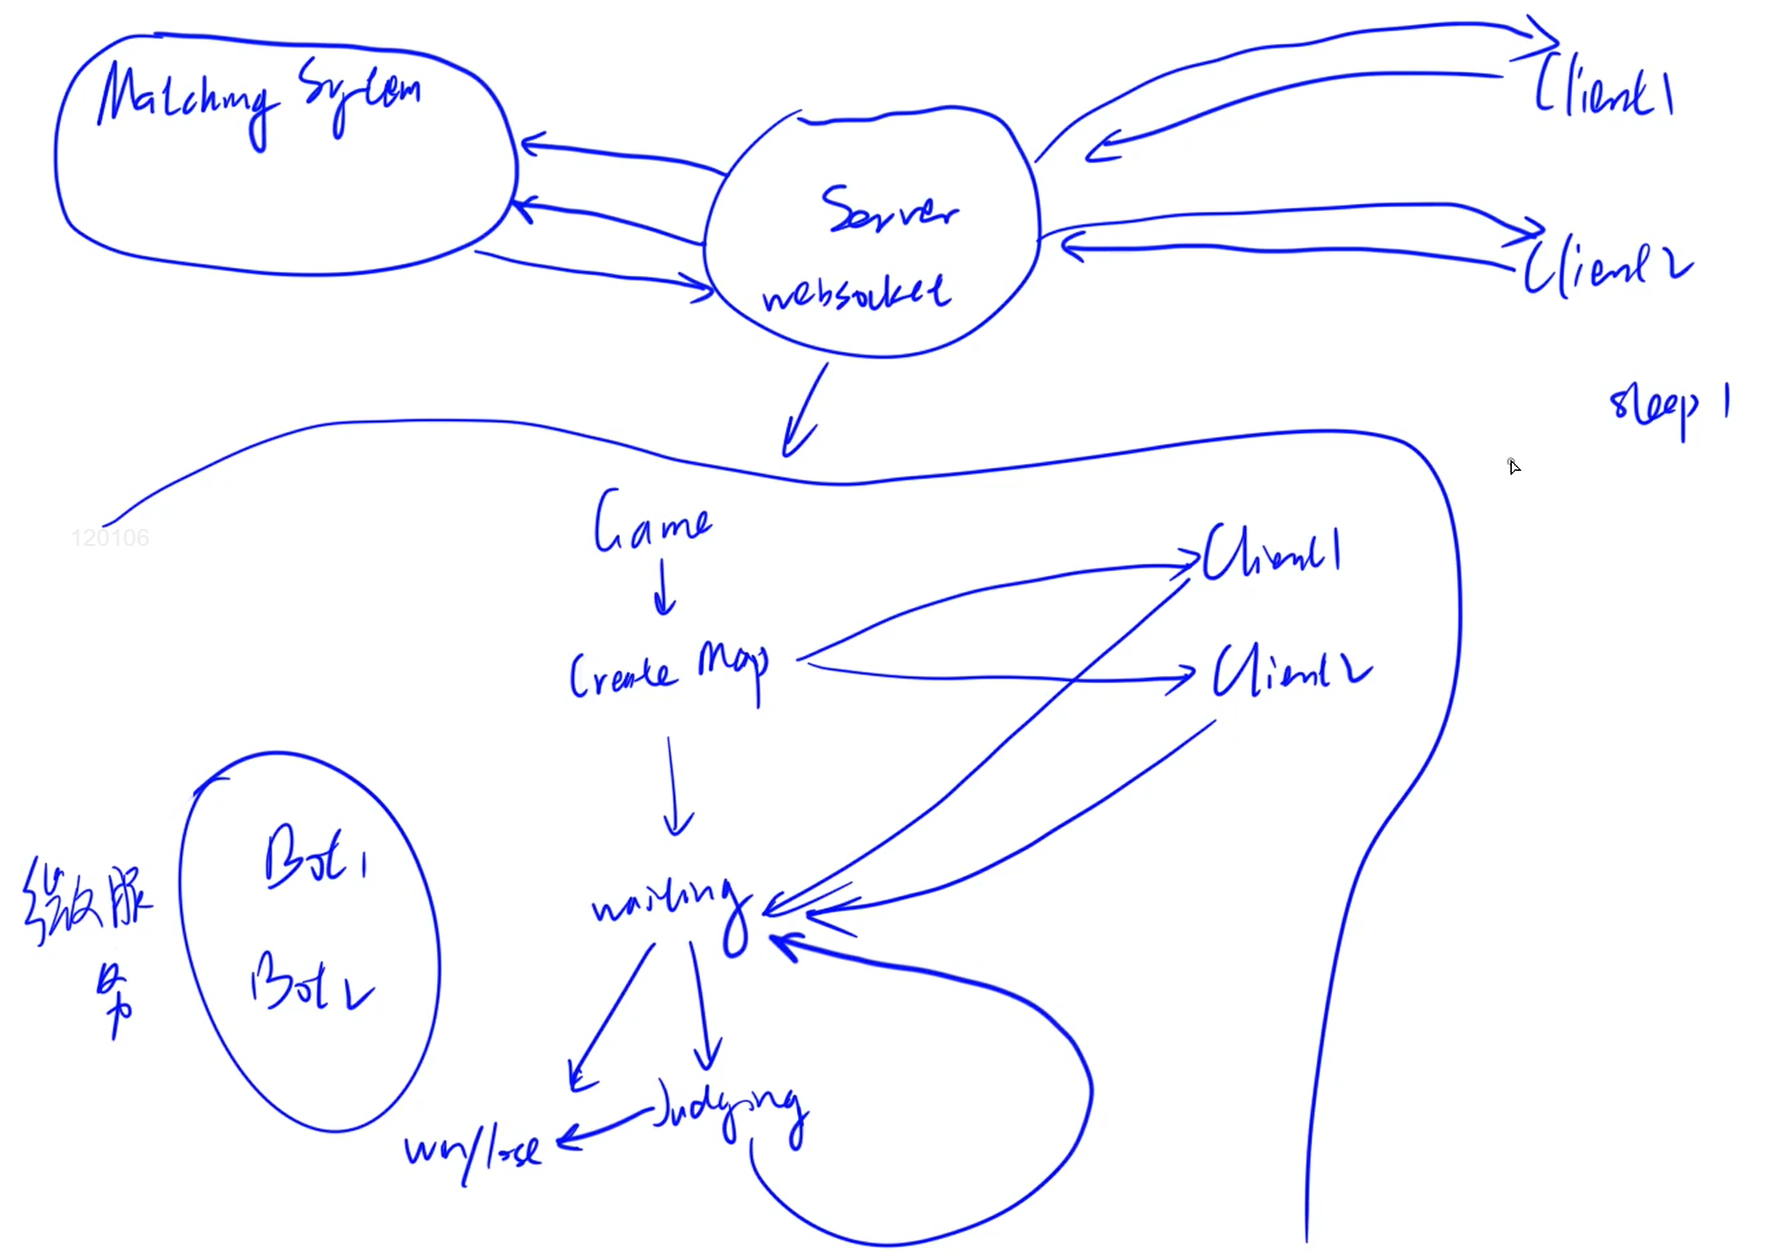 Matching System
Client1
Server
websocket
Client2
sleep 1
120106
Game
Client1
Create Map
Client2
Bot1
waiting
微服
务
Bot2
Judging
win/lose